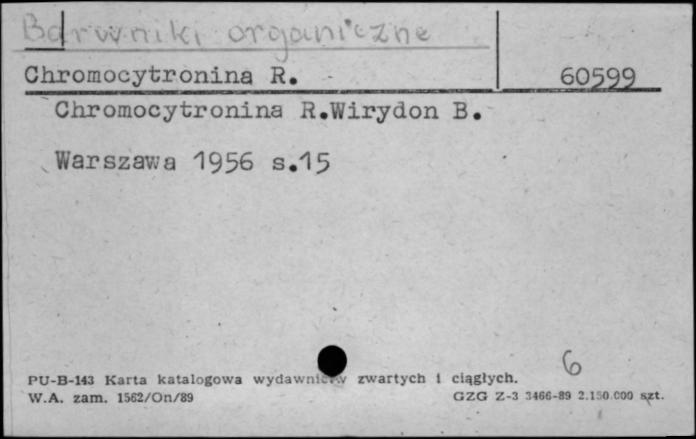 Barwniki organiczne
Chromocytronina R. 60599
Chromocytronina R.Wirydon B.
Warszawa 1956 s.15
6
PU-B-143 Karta katalogowa wydawnictw zwartych i ciągłych.
W.A. zam. 1562/On/89 GZG Z-3 3466-89 2.150.000 szt.